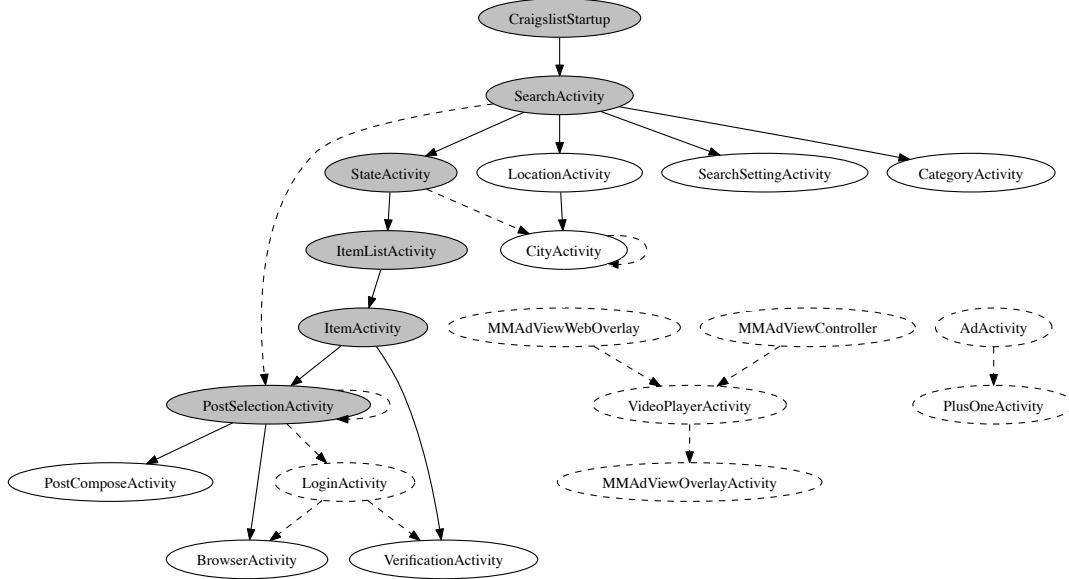 CraigslistStartup
SearchActivity
StateActivity
LocationActivity
SearchSettingActivity
CategoryActivity
ItemListActivity
CityActivity
ItemActivity
MMAdViewWebOverlay
MMAdViewController
AdActivity
PostSelectionActivity
VideoPlayerActivity
PlusOneActivity
PostComposeActivity
LoginActivity
MMAdViewOverlayActivity
BrowserActivity
VerificationActivity